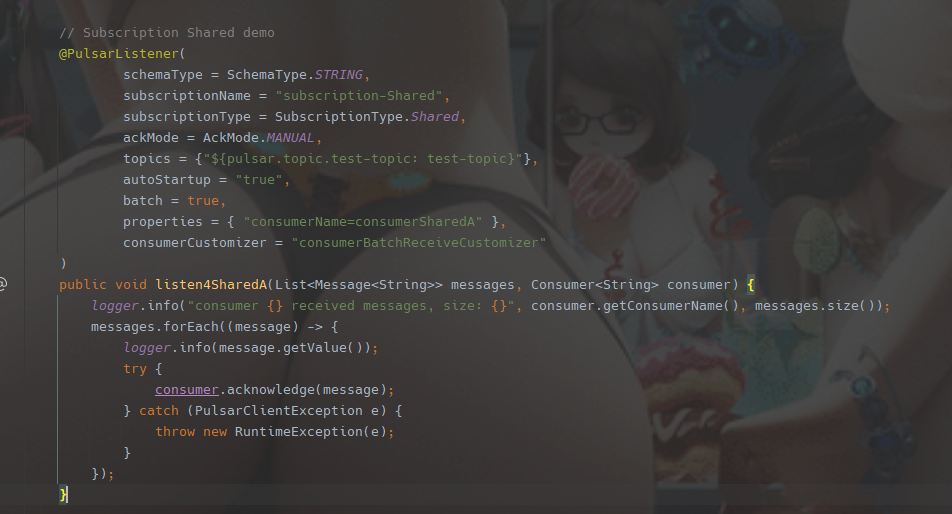 // Subscription Shared demo
@PulsarListener(
schemaType = SchemaType.STRING,
subscriptionName = "subscription-Shared",
subscriptionType = SubscriptionType.Shared,
ackMode = AckMode.MANUAL,
topics = {"${pulsar.topic.test-topic: test-topic}"},
autoStartup = "true",
batch = true,
properties = { "consumerName=consumerSharedA" },
consumerCustomizer = "consumerBatchReceiveCustomizer"
)
public void listen4SharedA(List<Message<String>> messages, Consumer<String> consumer) {
logger.info("consumer {} received messages, size: {}", consumer.getConsumerName(), messages.size());
messages.forEach((message) -> {
logger.info(message.getValue());
try {
consumer.acknowledge(message);
} catch (PulsarClientException e) {
throw new RuntimeException(e);
}
});
}